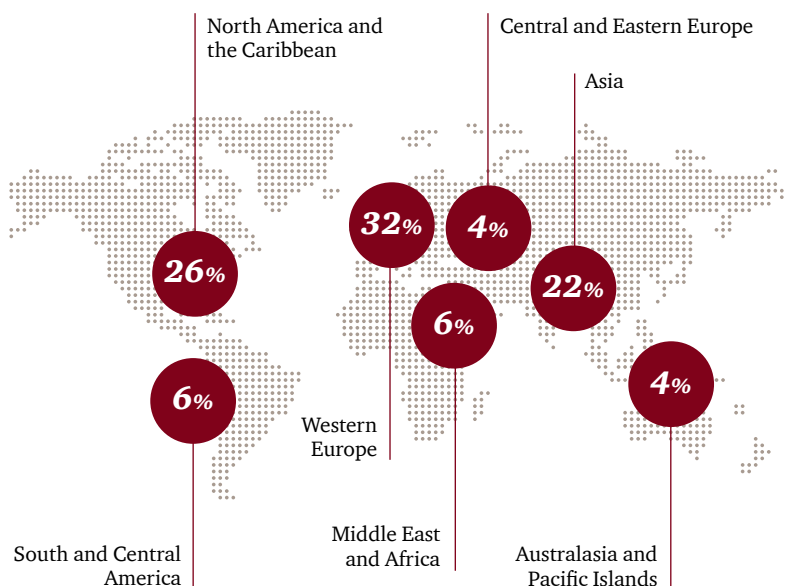 North America and
the Caribbean
Central and Eastern Europe
Asia
32%
4%
26%
22%
6%
4%
6%
Western
Europe
Middle East
and Africa
South and Central
America
Australasia and
Pacific Islands